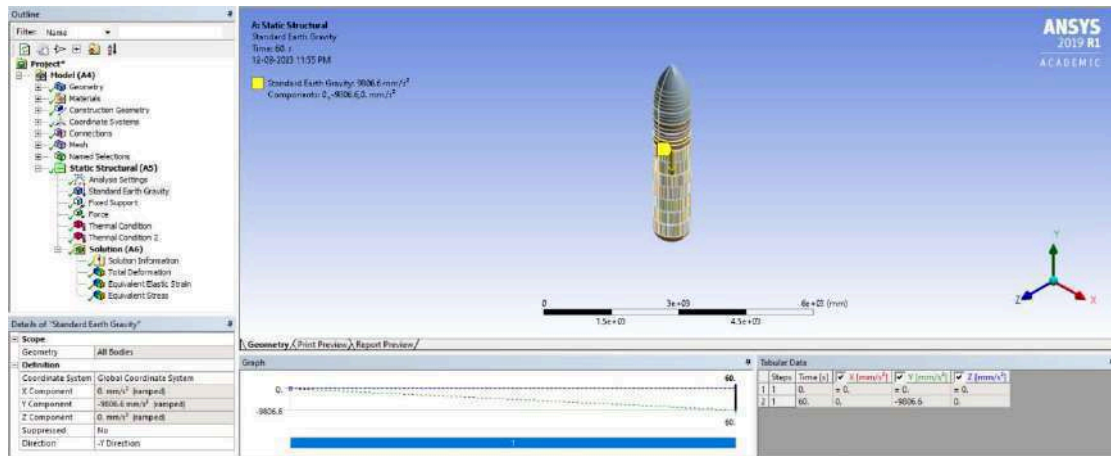 Outline
Filter: Name
Project*
Model (A4)
Geometry
Materials
Construction Geometry
Coordinate Systems
Connections
Mesh
Named Selections
Static Structural (A5)
Analysis Settings
Standard Earth Gravity
Fixed Support
Force
Thermal Condition
Thermal Condition 2
Solution (A6)
Solution Information
Total Deformation
Equivalent Elastic Strain
Equivalent Stress
Details of "Standard Earth Gravity"
Scope
Geometry All Bodies
Definition
Coordinate System Global Coordinate System
X Component 0. mm/s² (ramped)
Y Component -9806.6 mm/s² (ramped)
Z Component 0. mm/s² (ramped)
Suppressed No
Direction -Y Direction
A: Static Structural
Standard Earth Gravity
Time: 60. s
11:55 PM
Standard Earth Gravity: 9806.6 mm/s²
Components: 0.,-9806.6,0. mm/s²
ANSYS
2019 R1
ACADEMIC
Y
Z X
0 3e+03 6e+03 (mm)
1.5e+03 4.5e+03
Geometry Print Preview Report Preview
Graph
60.
0.
-9806.6
60.
1
Tabular Data
Steps Time [s] X [mm/s²] Y [mm/s²] Z [mm/s²]
1 1 0. = 0. = 0. = 0.
2 1 60. 0. -9806.6 0.